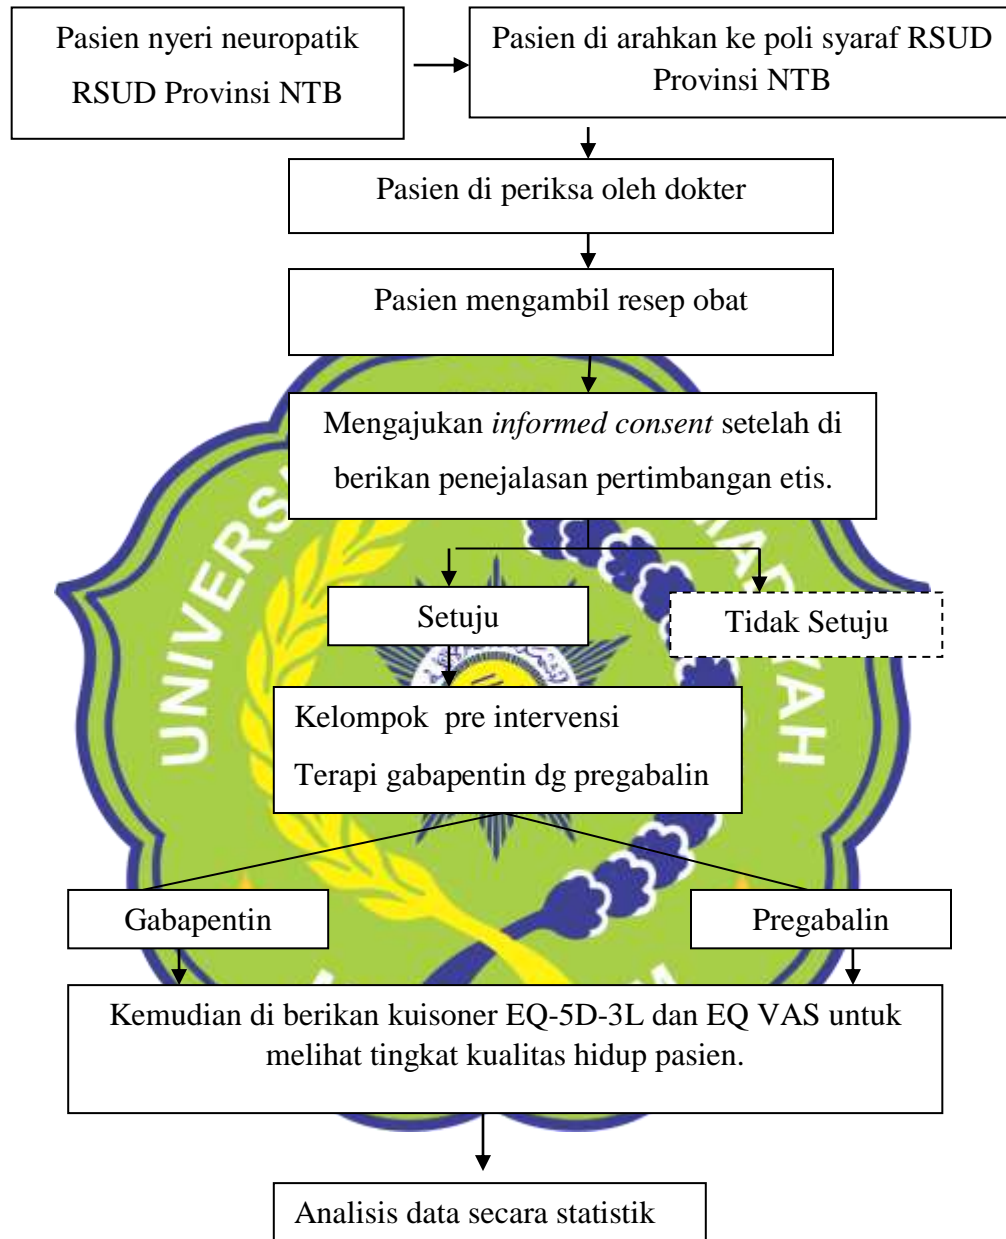 Pasien nyeri neuropatik
RSUD Provinsi NTB
Pasien di arahkan ke poli syaraf RSUD
Provinsi NTB
Pasien di periksa oleh dokter
Pasien mengambil resep obat
Mengajukan informed consent setelah di
berikan penejalasan pertimbangan etis.
Setuju
Tidak Setuju
Kelompok pre intervensi
Terapi gabapentin dg pregabalin
Gabapentin
Pregabalin
Kemudian di berikan kuisoner EQ-5D-3L dan EQ VAS untuk
melihat tingkat kualitas hidup pasien.
Analisis data secara statistik